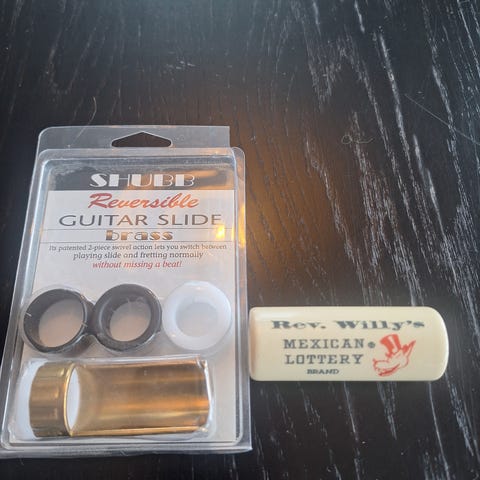 SHUBB
Reversible
GUITAR SLIDE
brass
Its patented 2-piece swivel action lets you switch between
playing slide and fretting normally
without missing a beat!
Rev. Willy's
MEXICAN®
LOTTERY
BRAND